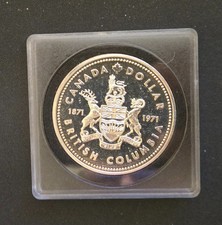 CANADA DOLLAR
1871 1971
BRITISH COLUMBIA